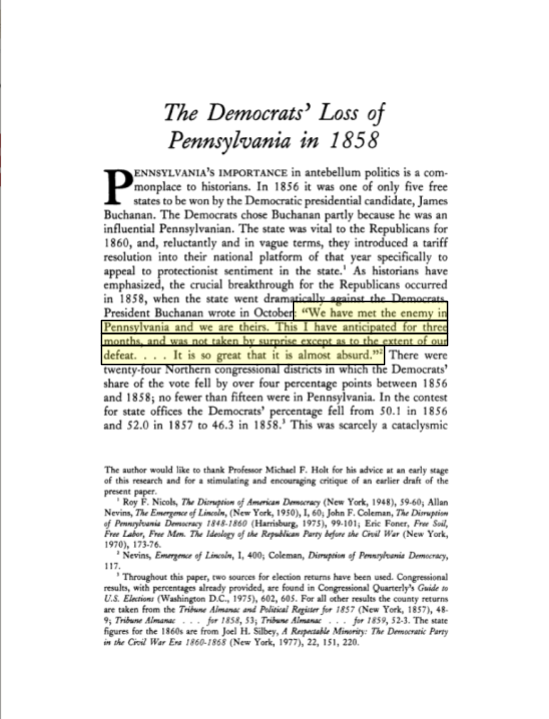 The Democrats' Loss of
Pennsylvania in 1858
PENNSYLVANIA'S IMPORTANCE in antebellum politics is a com-
monplace to historians. In 1856 it was one of only five free
states to be won by the Democratic presidential candidate, James
Buchanan. The Democrats chose Buchanan partly because he was an
influential Pennsylvanian. The state was vital to the Republicans for
1860, and, reluctantly and in vague terms, they introduced a tariff
resolution into their national platform of that year specifically to
appeal to protectionist sentiment in the state.¹ As historians have
emphasized, the crucial breakthrough for the Republicans occurred
in 1858, when the state went dramatically against the Democrats.
President Buchanan wrote in October: "We have met the enemy in
Pennsylvania and we are theirs. This I have anticipated for three
months, and was not taken by surprise except as to the extent of our
defeat. . . . It is so great that it is almost absurd."² There were
twenty-four Northern congressional districts in which the Democrats'
share of the vote fell by over four percentage points between 1856
and 1858; no fewer than fifteen were in Pennsylvania. In the contest
for state offices the Democrats' percentage fell from 50.1 in 1856
and 52.0 in 1857 to 46.3 in 1858.³ This was scarcely a cataclysmic
The author would like to thank Professor Michael F. Holt for his advice at an early stage
of this research and for a stimulating and encouraging critique of an earlier draft of the
present paper.
¹ Roy F. Nicols, The Disruption of American Democracy (New York, 1948), 59-60; Allan
Nevins, The Emergence of Lincoln, (New York, 1950), I, 60; John F. Coleman, The Disruption
of Pennsylvania Democracy 1848-1860 (Harrisburg, 1975), 99-101; Eric Foner, Free Soil,
Free Labor, Free Men. The Ideology of the Republican Party before the Civil War (New York,
1970), 173-76.
² Nevins, Emergence of Lincoln, I, 400; Coleman, Disruption of Pennsylvania Democracy,
117.
³ Throughout this paper, two sources for election returns have been used. Congressional
results, with percentages already provided, are found in Congressional Quarterly's Guide to
U.S. Elections (Washington D.C., 1975), 602, 605. For all other results the county returns
are taken from the Tribune Almanac and Political Register for 1857 (New York, 1857), 48-
9; Tribune Almanac . . . for 1858, 53; Tribune Almanac . . . for 1859, 52-3. The state
figures for the 1860s are from Joel H. Silbey, A Respectable Minority: The Democratic Party
in the Civil War Era 1860-1868 (New York, 1977), 22, 151, 220.